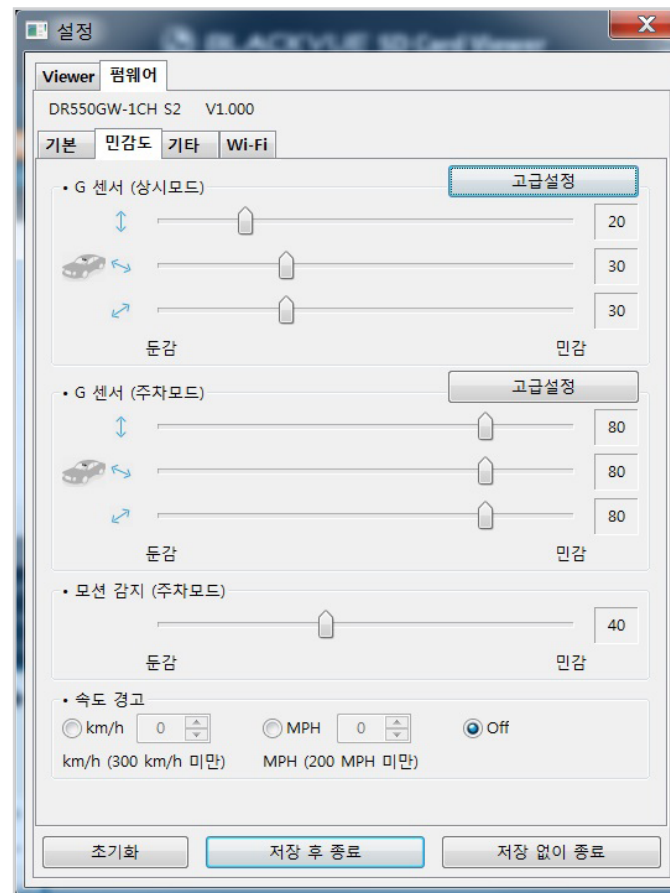 설정
BLACKVUE SD Card Viewer
Viewer 펌웨어
DR550GW-1CH S2 V1.000
기본 민감도 기타 Wi-Fi
• G 센서 (상시모드) 고급설정
20
30
30
둔감 민감
• G 센서 (주차모드) 고급설정
80
80
80
둔감 민감
• 모션 감지 (주차모드)
40
둔감 민감
• 속도 경고
km/h 0 MPH 0 Off
km/h (300 km/h 미만) MPH (200 MPH 미만)
초기화 저장 후 종료 저장 없이 종료